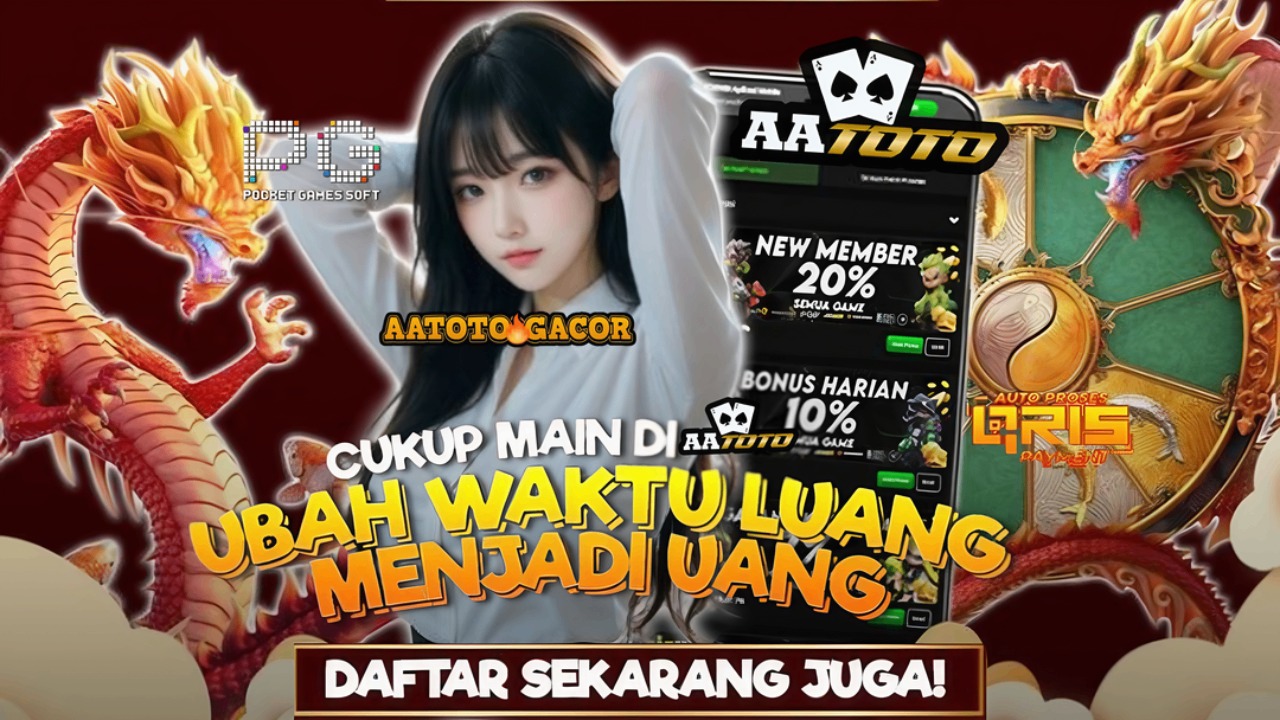 PG
POCKET GAMES SOFT
AATOTO
NEW MEMBER
20%
SEMUA GAME
AATOTO GACOR
BONUS HARIAN
10%
GAME
AUTO PROSES
QRIS
PAYMENT
CUKUP MAIN DI AATOTO
UBAH WAKTU LUANG
MENJADI UANG
DAFTAR SEKARANG JUGA!